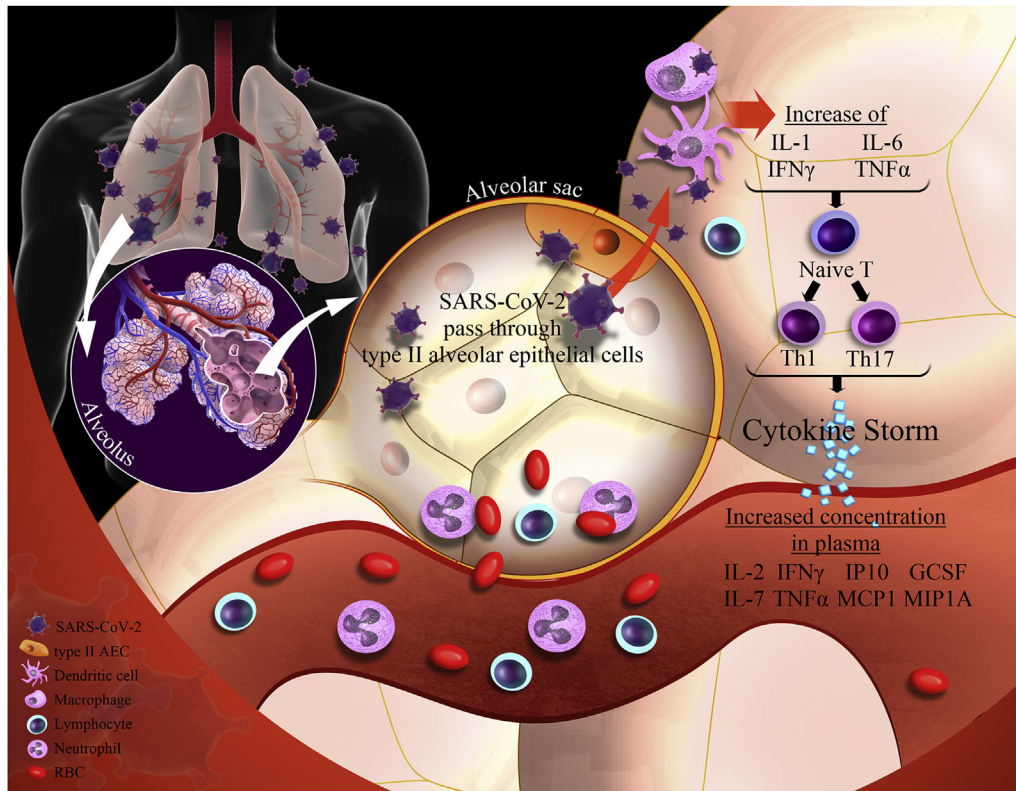 Alveolar sac
SARS-CoV-2
pass through
type II alveolar epithelial cells
Alveolus
Increase of
IL-1 IL-6
IFNγ TNFα
Naive T
Th1 Th17
Cytokine Storm
Increased concentration
in plasma
IL-2 IFNγ IP10 GCSF
IL-7 TNFα MCP1 MIP1A
SARS-CoV-2
type II AEC
Dendritic cell
Macrophage
Lymphocyte
Neutrophil
RBC